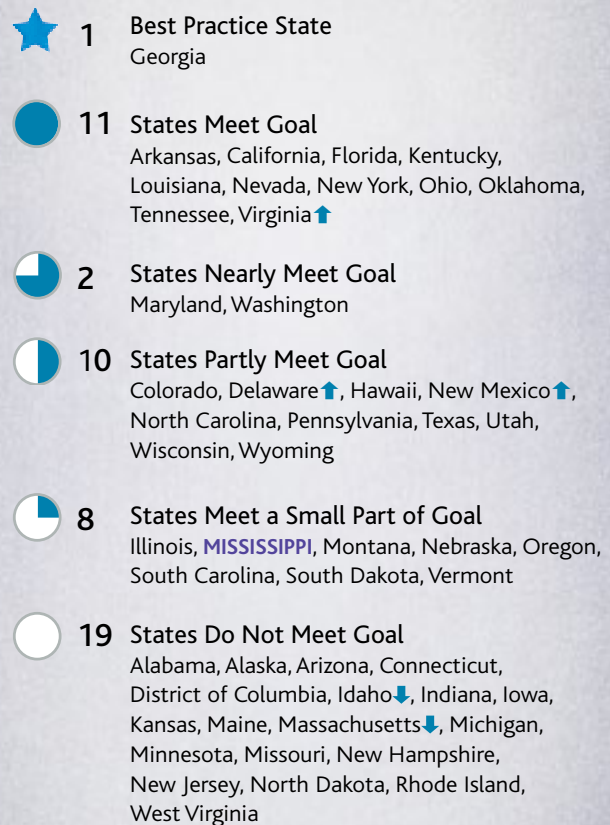 1 Best Practice State
Georgia
11 States Meet Goal
Arkansas, California, Florida, Kentucky,
Louisiana, Nevada, New York, Ohio, Oklahoma,
Tennessee, Virginia⬆
2 States Nearly Meet Goal
Maryland, Washington
10 States Partly Meet Goal
Colorado, Delaware⬆, Hawaii, New Mexico⬆,
North Carolina, Pennsylvania, Texas, Utah,
Wisconsin, Wyoming
8 States Meet a Small Part of Goal
Illinois, MISSISSIPPI, Montana, Nebraska, Oregon,
South Carolina, South Dakota, Vermont
19 States Do Not Meet Goal
Alabama, Alaska, Arizona, Connecticut,
District of Columbia, Idaho⬇, Indiana, Iowa,
Kansas, Maine, Massachusetts⬇, Michigan,
Minnesota, Missouri, New Hampshire,
New Jersey, North Dakota, Rhode Island,
West Virginia